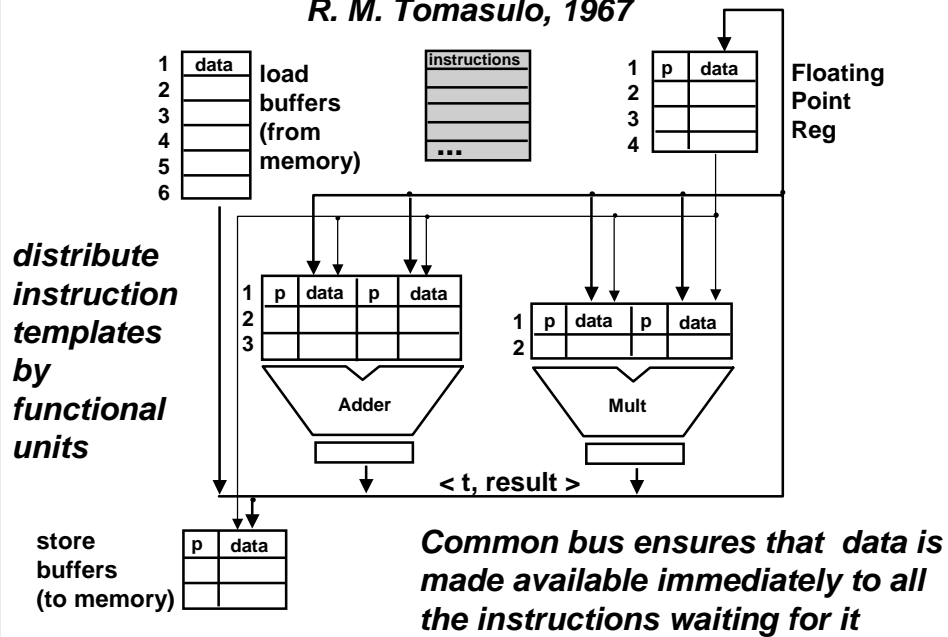 R. M. Tomasulo, 1967
1 data
2
3
4
5
6
load
buffers
(from
memory)
instructions
...
1 p data
2
3
4
Floating
Point
Reg
distribute
instruction
templates
by
functional
units
1 p data p data
2
3
1 p data p data
2
Adder
Mult
< t, result >
store
buffers
(to memory)
p data
Common bus ensures that data is
made available immediately to all
the instructions waiting for it